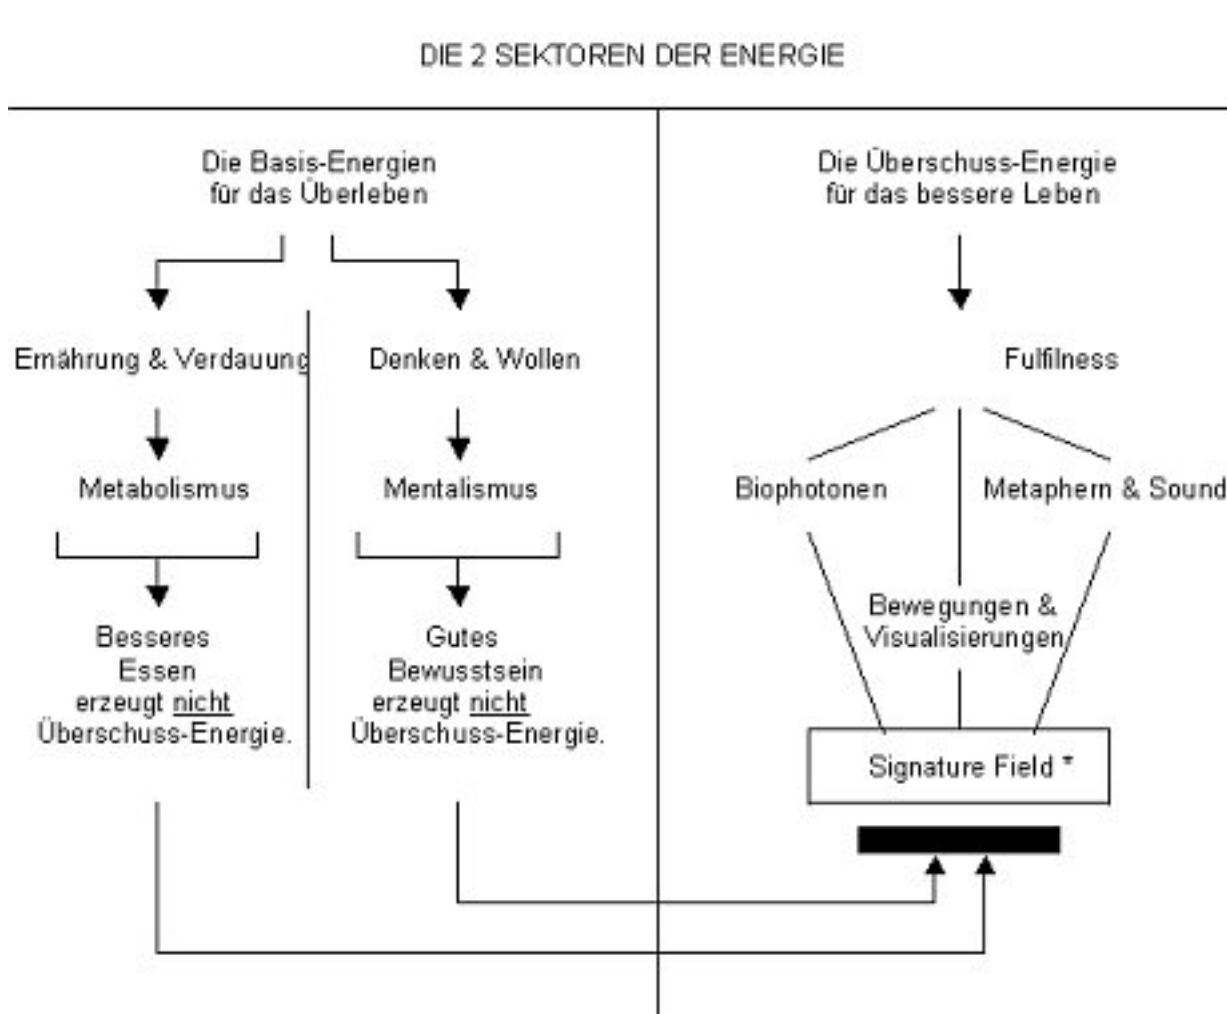 DIE 2 SEKTOREN DER ENERGIE
Die Basis-Energien
für das Überleben
Ernährung & Verdauung
Metabolismus
Besseres
Essen
erzeugt nicht
Überschuss-Energie.
Denken & Wollen
Mentalismus
Gutes
Bewusstsein
erzeugt nicht
Überschuss-Energie.
Die Überschuss-Energie
für das bessere Leben
Fulfilness
Biophotonen
Metaphern & Sound
Bewegungen &
Visualisierungen
Signature Field *